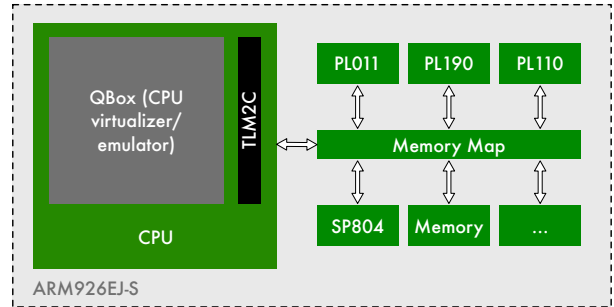 QBox (CPU
virtualizer/
emulator)
TLM2C
CPU
PL011
PL190
PL110
Memory Map
SP804
Memory
...
ARM926EJ-S